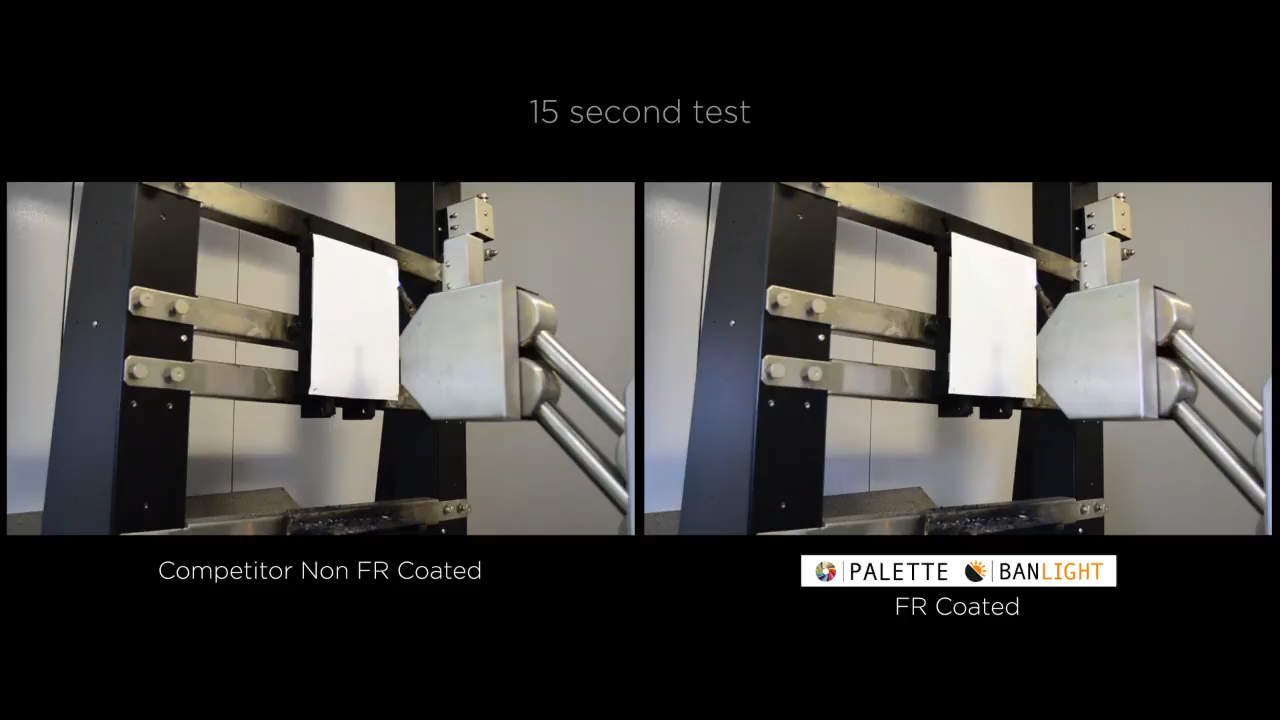 15 second test
Competitor Non FR Coated
PALETTE BANLIGHT
FR Coated